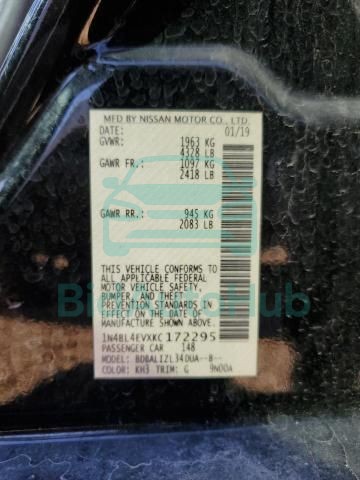 MFD BY NISSAN MOTOR CO., LTD.
DATE: 01/19
GVWR: 1963 KG
4328 LB
GAWR FR.: 1097 KG
2418 LB
GAWR RR.: 945 KG
2083 LB
THIS VEHICLE CONFORMS TO
ALL APPLICABLE FEDERAL
MOTOR VEHICLE SAFETY,
BUMPER, AND THEFT
PREVENTION STANDARDS IN
EFFECT ON THE DATE OF
MANUFACTURE SHOWN ABOVE.
1N4BL4EVXKC172295
PASSENGER CAR 148
MODEL: BDBALIZL34DUA--B--
COLOR: KH3 TRIM: G 9N00A